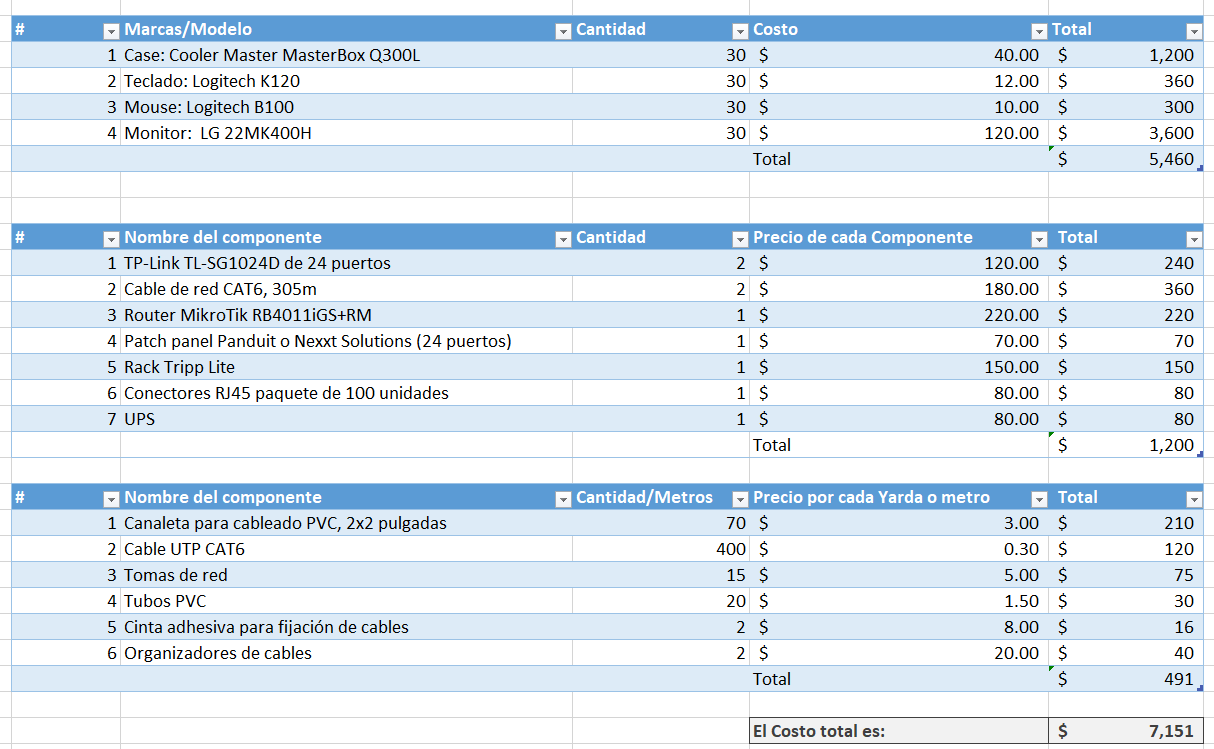 # Marcas/Modelo Cantidad Costo Total
1 Case: Cooler Master MasterBox Q300L 30 $ 40.00 $ 1,200
2 Teclado: Logitech K120 30 $ 12.00 $ 360
3 Mouse: Logitech B100 30 $ 10.00 $ 300
4 Monitor:  LG 22MK400H 30 $ 120.00 $ 3,600
Total $ 5,460
# Nombre del componente Cantidad Precio de cada Componente Total
1 TP-Link TL-SG1024D de 24 puertos 2 $ 120.00 $ 240
2 Cable de red CAT6, 305m 2 $ 180.00 $ 360
3 Router MikroTik RB4011iGS+RM 1 $ 220.00 $ 220
4 Patch panel Panduit o Nexxt Solutions (24 puertos) 1 $ 70.00 $ 70
5 Rack Tripp Lite 1 $ 150.00 $ 150
6 Conectores RJ45 paquete de 100 unidades 1 $ 80.00 $ 80
7 UPS 1 $ 80.00 $ 80
Total $ 1,200
# Nombre del componente Cantidad/Metros Precio por cada Yarda o metro Total
1 Canaleta para cableado PVC, 2x2 pulgadas 70 $ 3.00 $ 210
2 Cable UTP CAT6 400 $ 0.30 $ 120
3 Tomas de red 15 $ 5.00 $ 75
4 Tubos PVC 20 $ 1.50 $ 30
5 Cinta adhesiva para fijación de cables 2 $ 8.00 $ 16
6 Organizadores de cables 2 $ 20.00 $ 40
Total $ 491
El Costo total es: $ 7,151